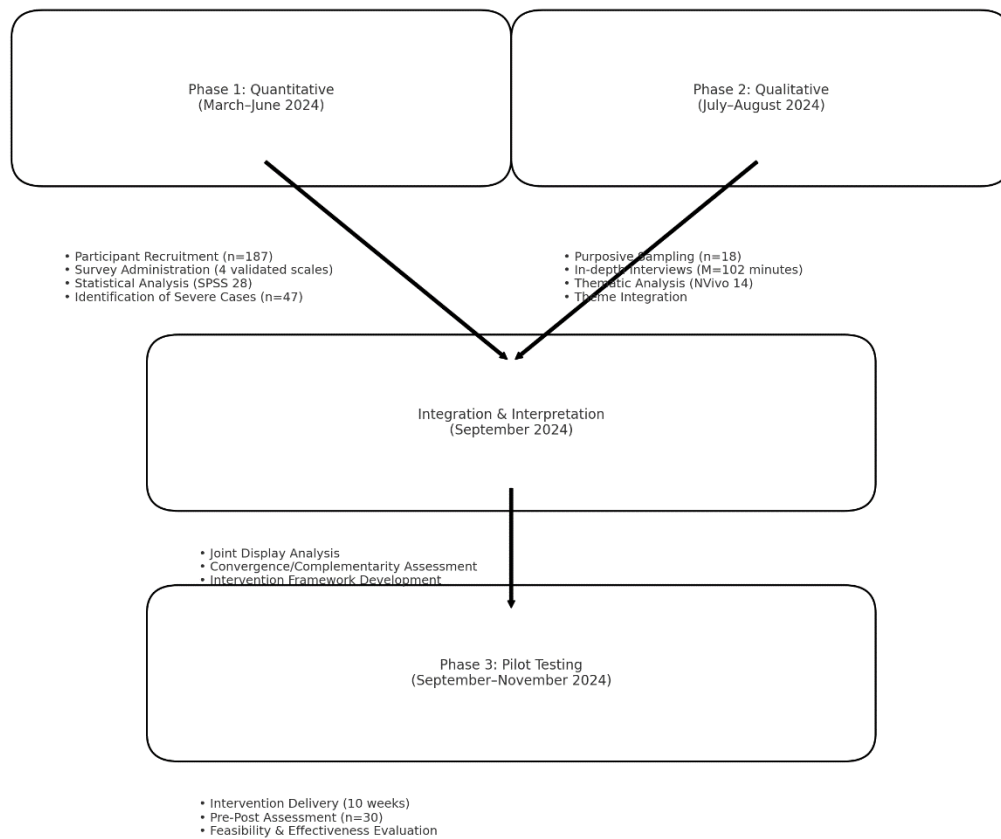 Phase 1: Quantitative
(March–June 2024)
Phase 2: Qualitative
(July–August 2024)
• Participant Recruitment (n=187)
• Survey Administration (4 validated scales)
• Statistical Analysis (SPSS 28)
• Identification of Severe Cases (n=47)
• Purposive Sampling (n=18)
• In-depth Interviews (M=102 minutes)
• Thematic Analysis (NVivo 14)
• Theme Integration
Integration & Interpretation
(September 2024)
• Joint Display Analysis
• Convergence/Complementarity Assessment
• Intervention Framework Development
Phase 3: Pilot Testing
(September–November 2024)
• Intervention Delivery (10 weeks)
• Pre-Post Assessment (n=30)
• Feasibility & Effectiveness Evaluation